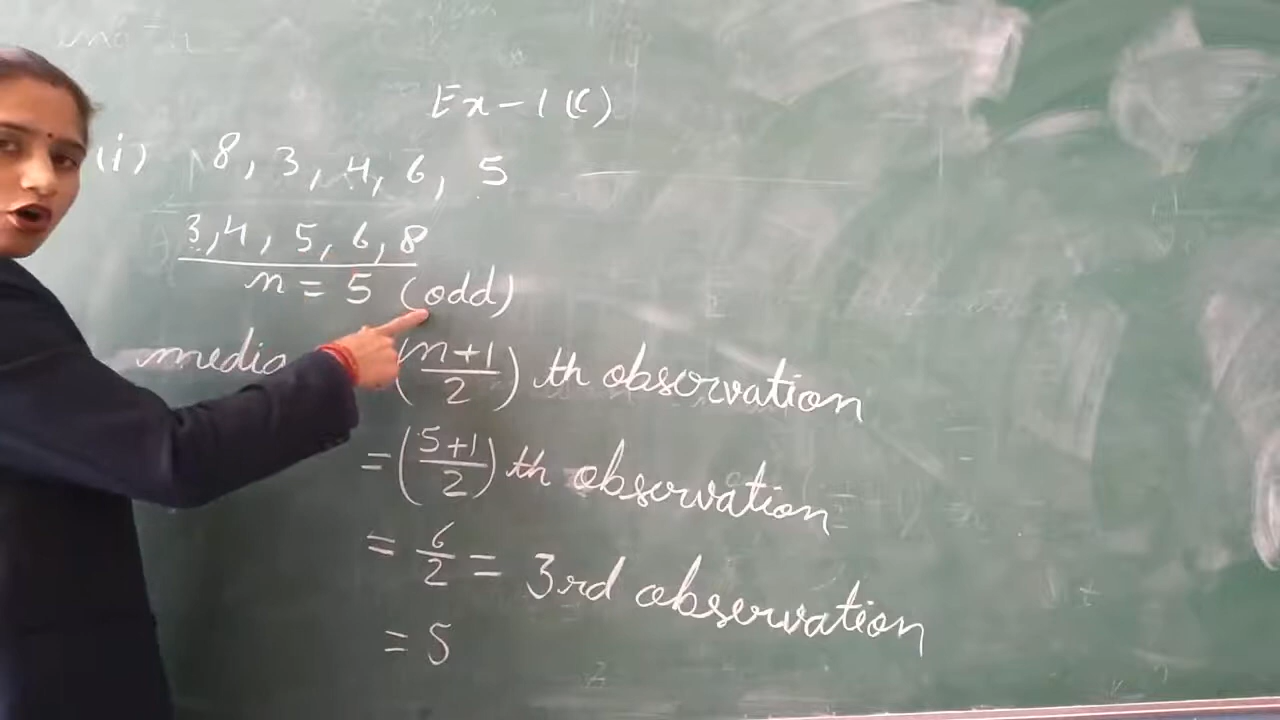 Ex-1(C)
(i) 8, 3, 4, 6, 5
3, 4, 5, 6, 8
n = 5 (odd)
media (n+1/2) th observation
= (5+1/2) th observation
= 6/2 = 3rd observation
= 5